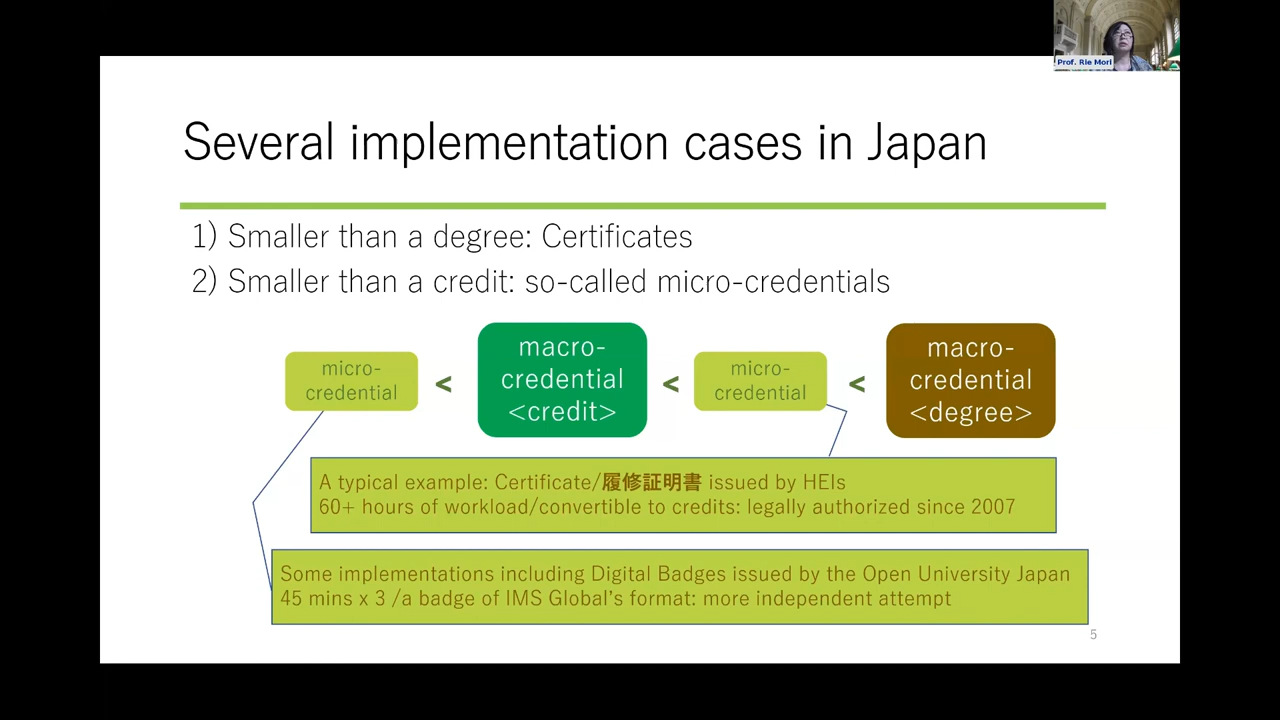 Prof. Rie Mori
Several implementation cases in Japan
1) Smaller than a degree: Certificates
2) Smaller than a credit: so-called micro-credentials
micro-
credential
<
macro-
credential
<credit>
<
micro-
credential
<
macro-
credential
<degree>
A typical example: Certificate/履修証明書 issued by HEIs
60+ hours of workload/convertible to credits: legally authorized since 2007
Some implementations including Digital Badges issued by the Open University Japan
45 mins x 3 /a badge of IMS Global's format: more independent attempt
5